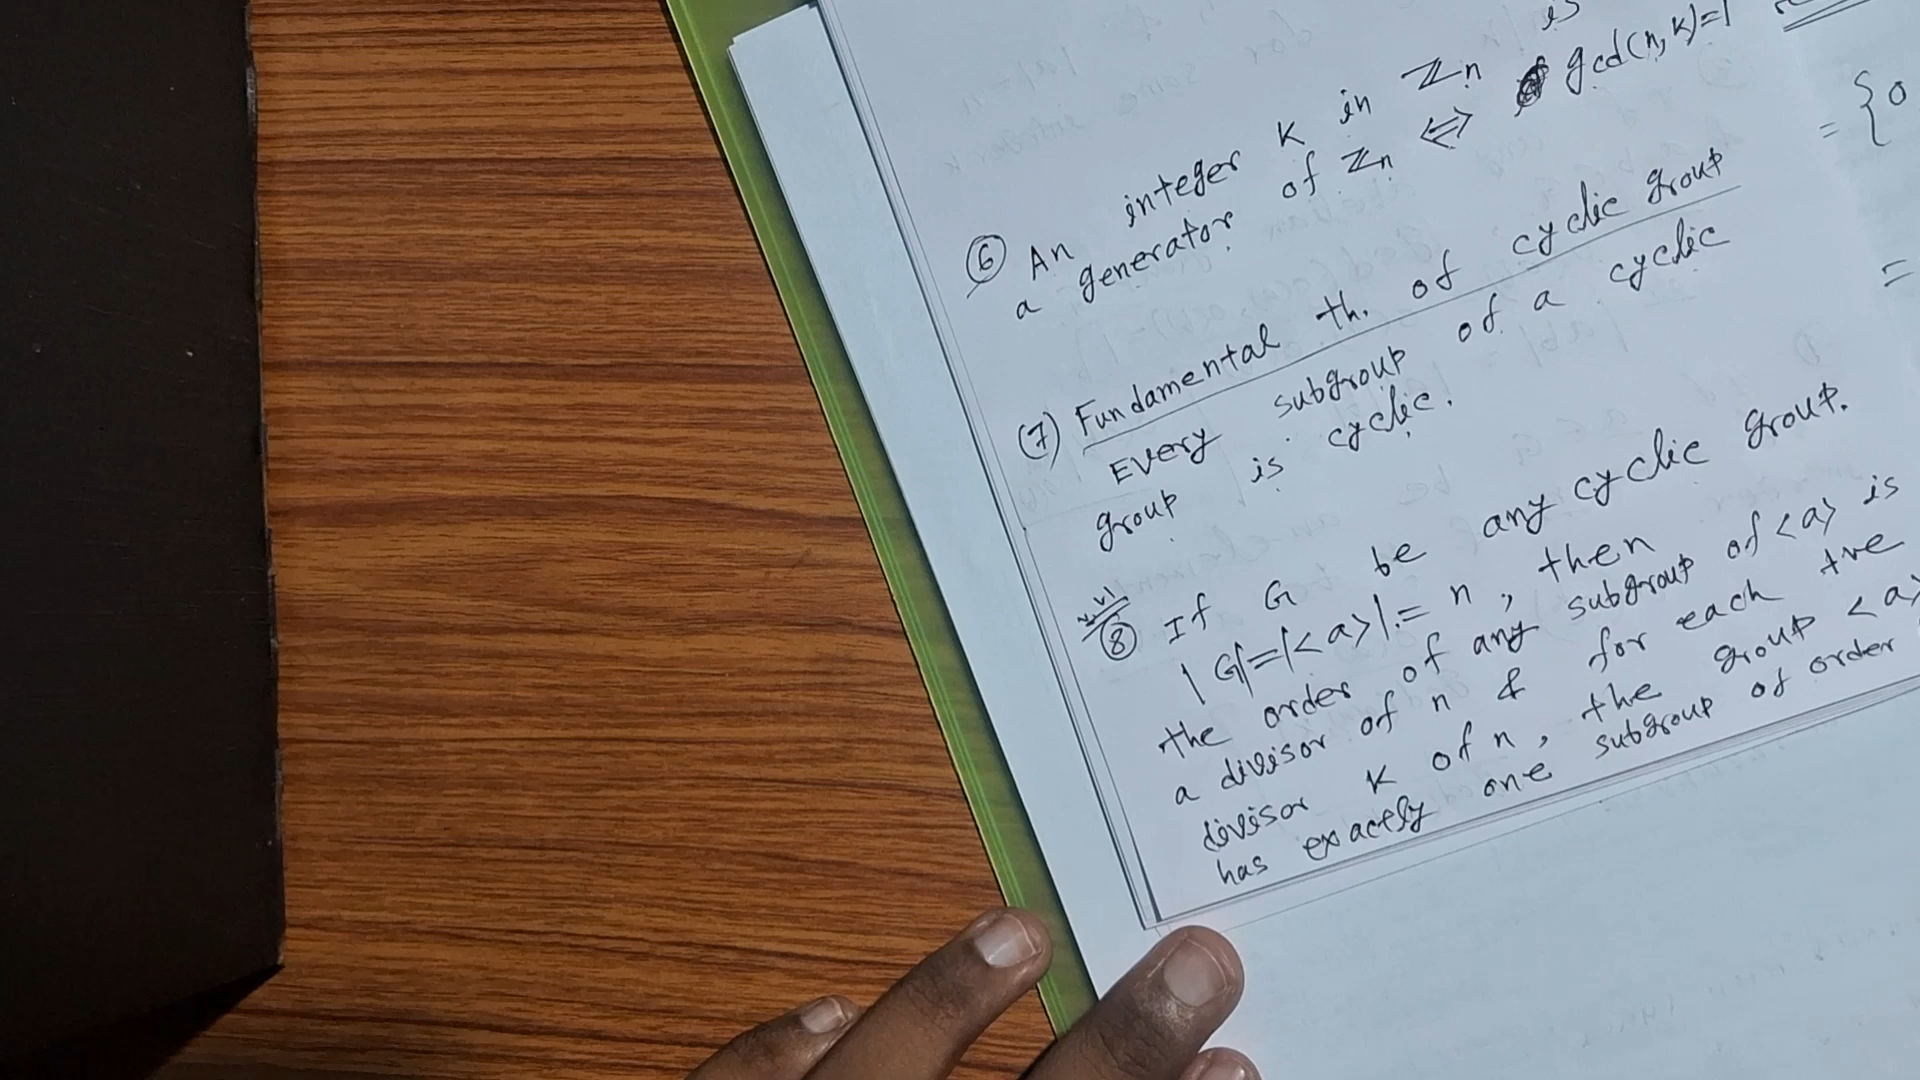 ⑥ An integer K in ℤn is
a generator of ℤn ⇔ gcd(n,K)=1
= {0
=
(7) Fundamental th. of cyclic group
Every subgroup of a cyclic
group is cyclic.
⑧ If G be any cyclic group.
|G|=|<a>|.= n, then
the order of any subgroup of <a> is
a divisor of n & for each +ve
divisor K of n, the group <a>
has exactly one subgroup of order